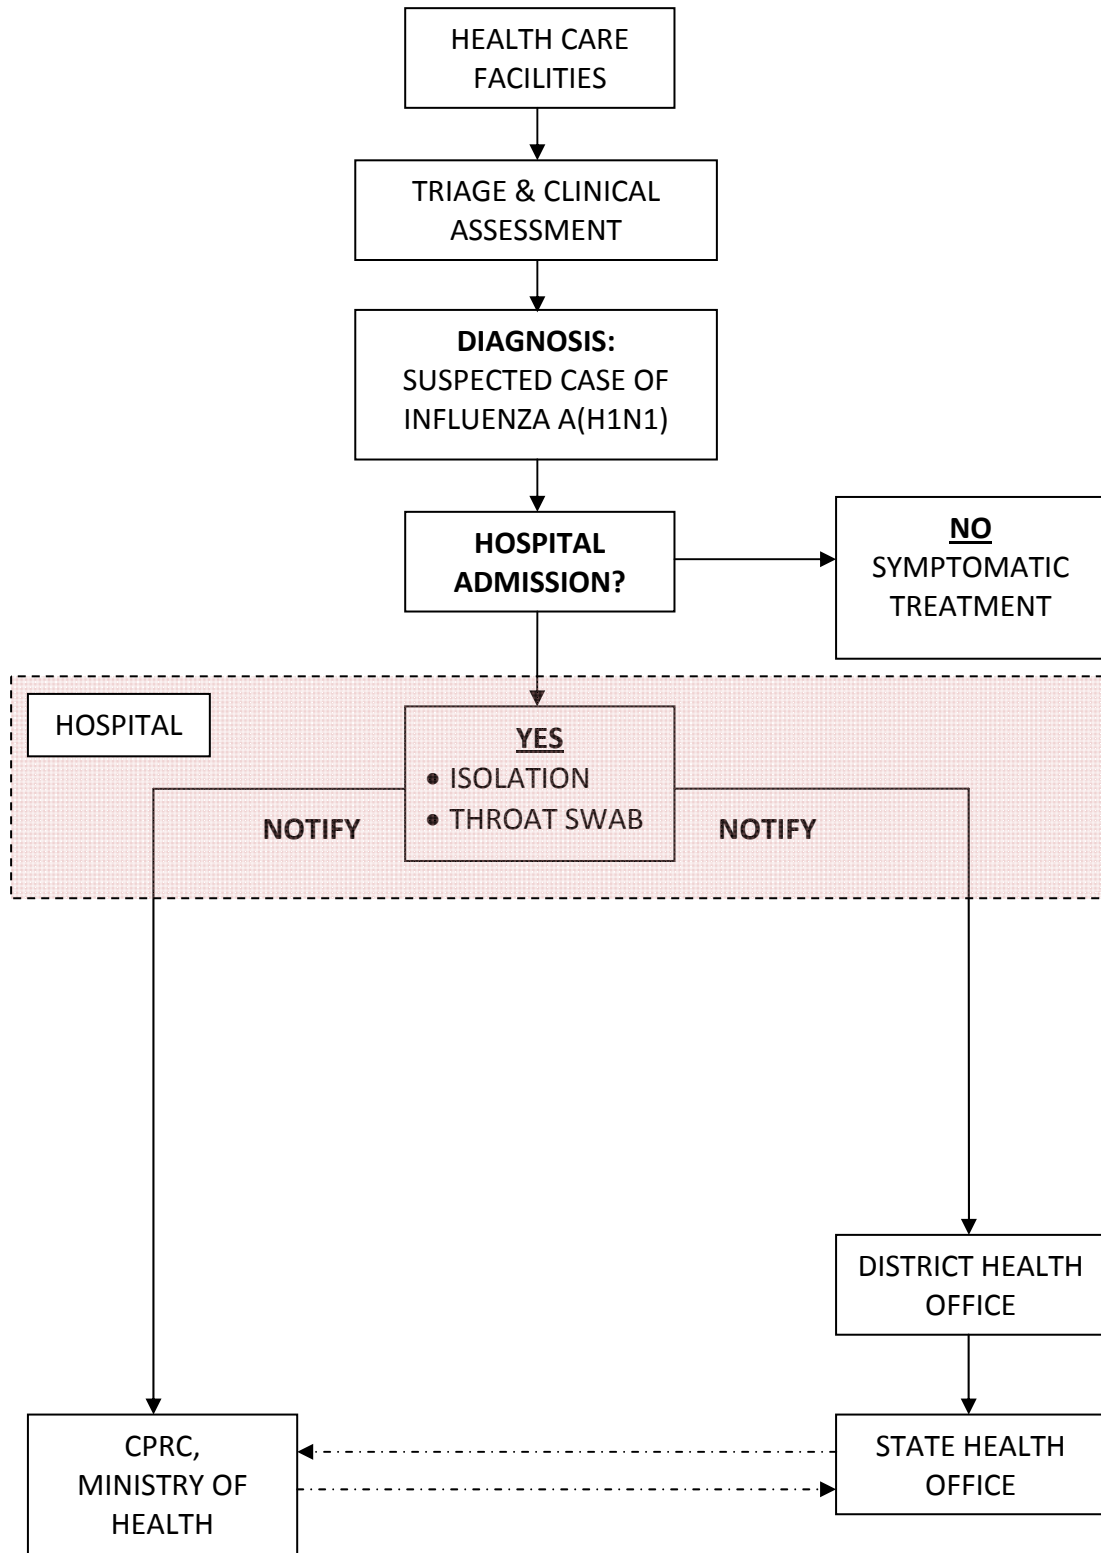 HEALTH CARE
FACILITIES
TRIAGE & CLINICAL
ASSESSMENT
DIAGNOSIS:
SUSPECTED CASE OF
INFLUENZA A(H1N1)
HOSPITAL
ADMISSION?
NO
SYMPTOMATIC
TREATMENT
HOSPITAL
YES
• ISOLATION
• THROAT SWAB
NOTIFY
NOTIFY
DISTRICT HEALTH
OFFICE
CPRC,
MINISTRY OF
HEALTH
STATE HEALTH
OFFICE